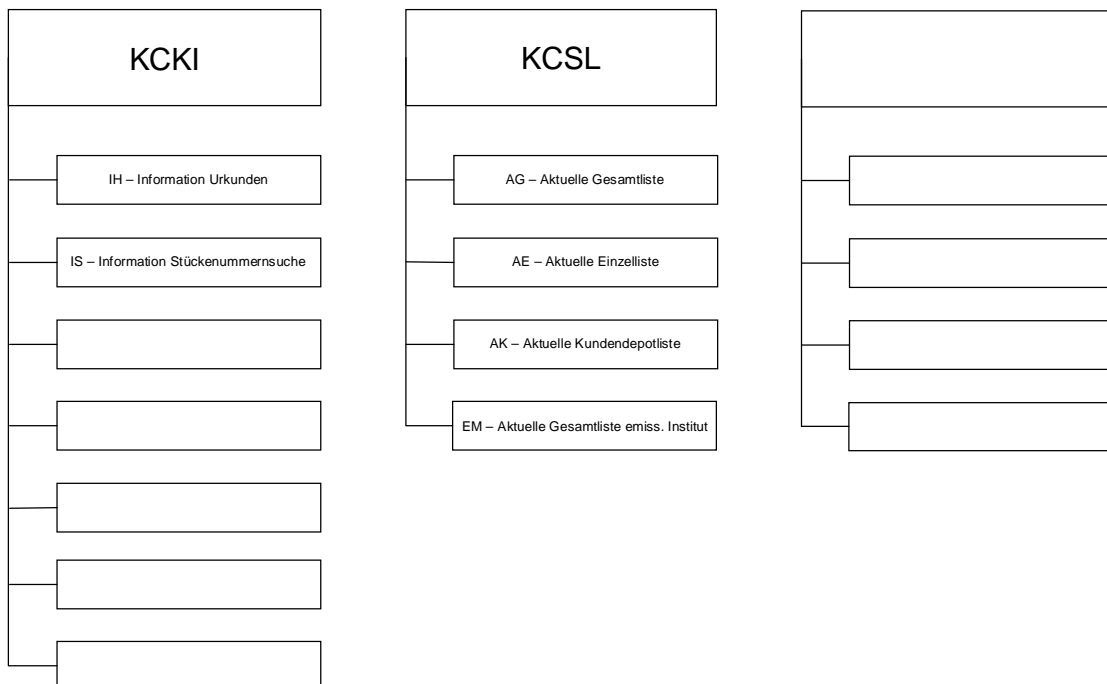 KCKI
IH – Information Urkunden
IS – Information Stückenummernsuche
KCSL
AG – Aktuelle Gesamtliste
AE – Aktuelle Einzelliste
AK – Aktuelle Kundendepotliste
EM – Aktuelle Gesamtliste emiss. Institut